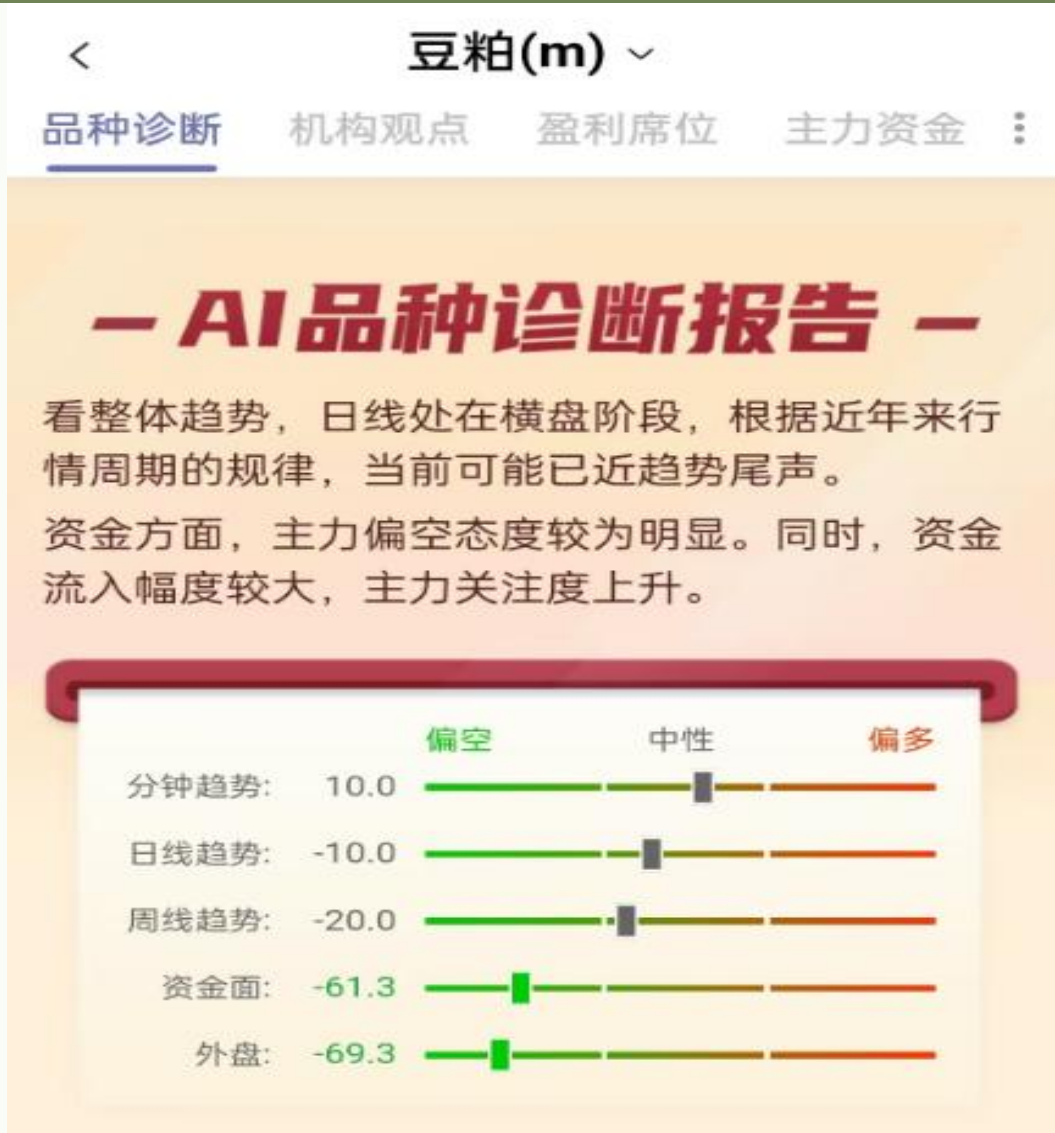 豆粕(m)
品种诊断 机构观点 盈利席位 主力资金
AI品种诊断报告
看整体趋势，日线处在横盘阶段，根据近年来行
情周期的规律，当前可能已近趋势尾声。
资金方面，主力偏空态度较为明显。同时，资金
流入幅度较大，主力关注度上升。
偏空 中性 偏多
分钟趋势: 10.0
日线趋势: -10.0
周线趋势: -20.0
资金面: -61.3
外盘: -69.3